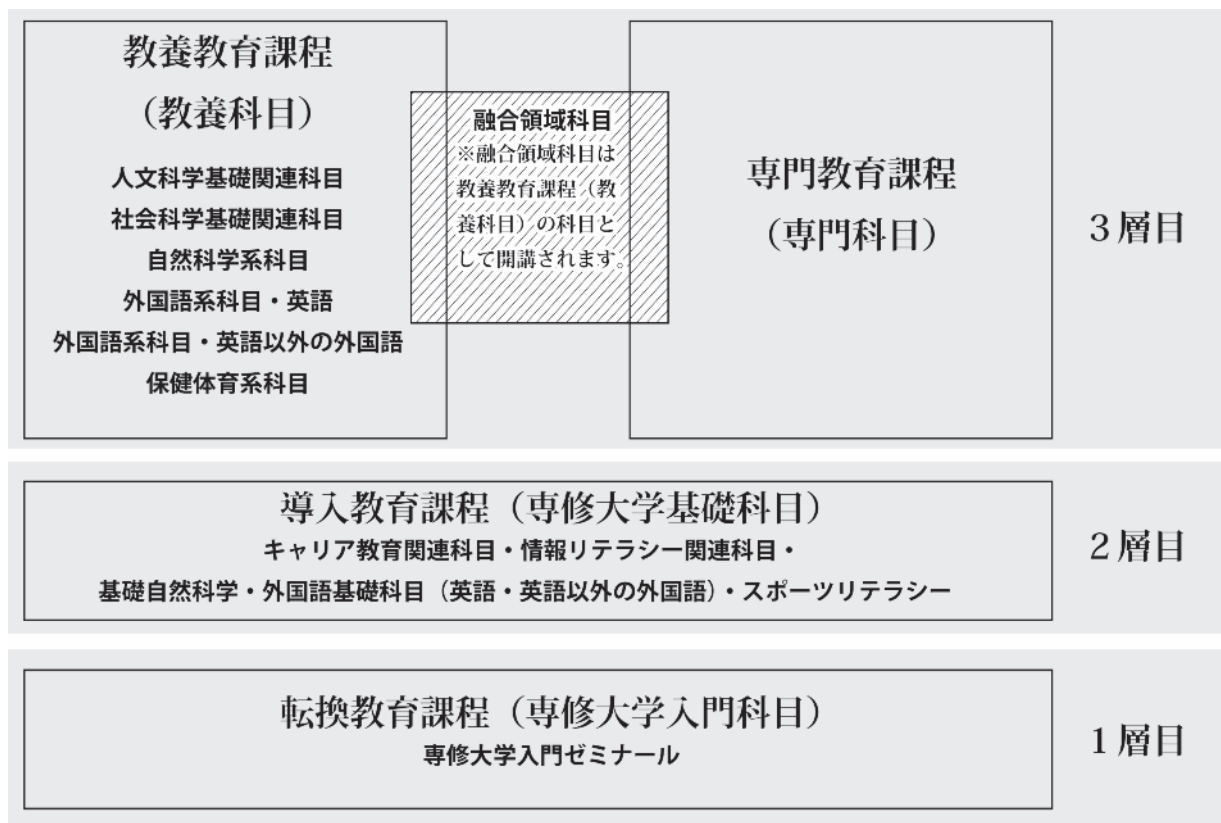 教養教育課程
（教養科目）
人文科学基礎関連科目
社会科学基礎関連科目
自然科学系科目
外国語系科目・英語
外国語系科目・英語以外の外国語
保健体育系科目
融合領域科目
※融合領域科目は
教養教育課程（教
養科目）の科目と
して開講されます。
専門教育課程
（専門科目）
3層目
導入教育課程（専修大学基礎科目）
キャリア教育関連科目・情報リテラシー関連科目・
基礎自然科学・外国語基礎科目（英語・英語以外の外国語）・スポーツリテラシー
2層目
転換教育課程（専修大学入門科目）
専修大学入門ゼミナール
1層目